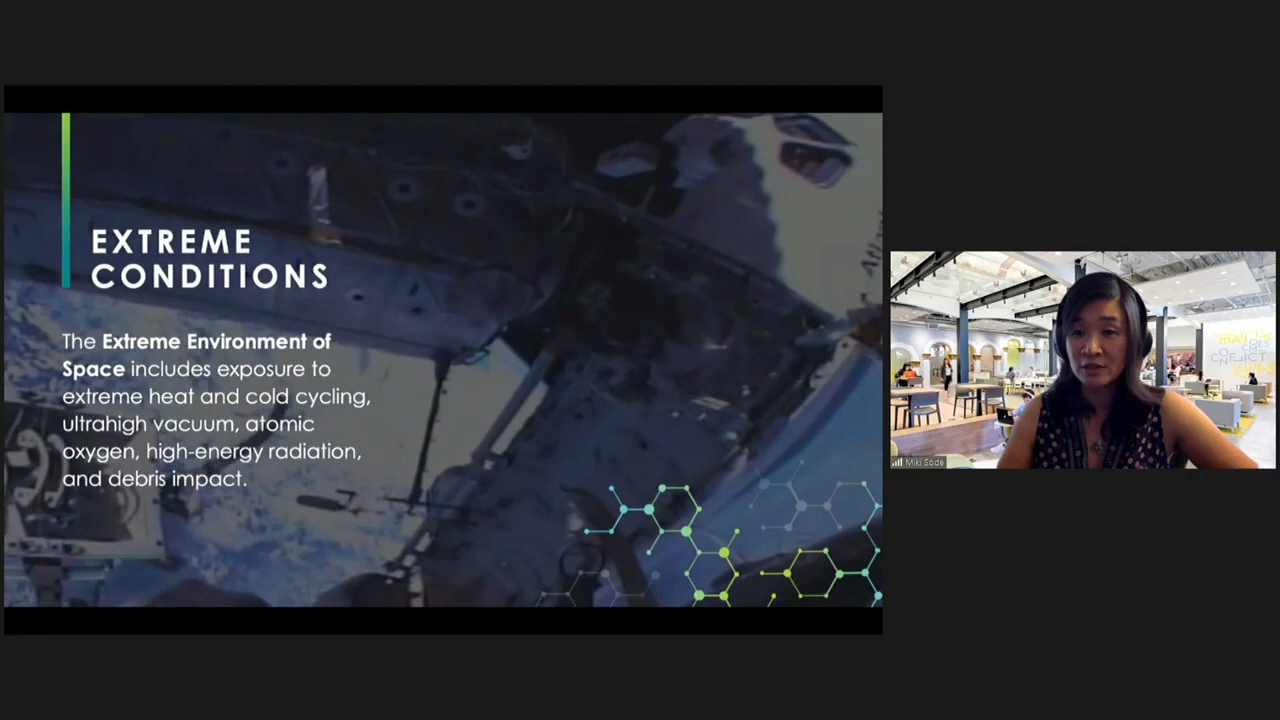 EXTREME
CONDITIONS
The Extreme Environment of
Space includes exposure to
extreme heat and cold cycling,
ultrahigh vacuum, atomic
oxygen, high-energy radiation,
and debris impact.
Miki Sode